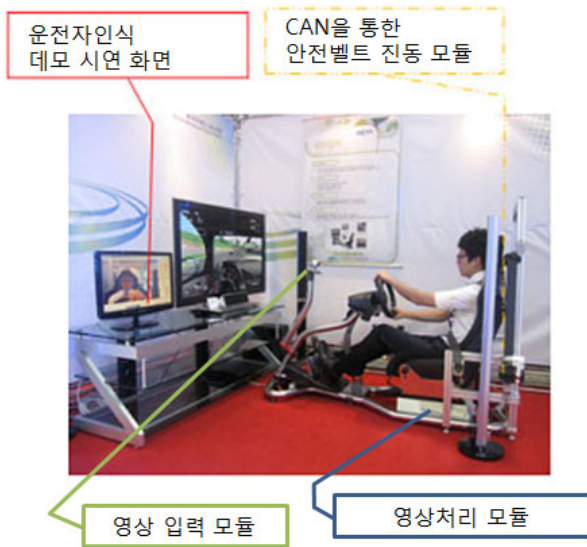 운전자인식
데모 시연 화면
CAN을 통한
안전벨트 진동 모듈
영상 입력 모듈
영상처리 모듈